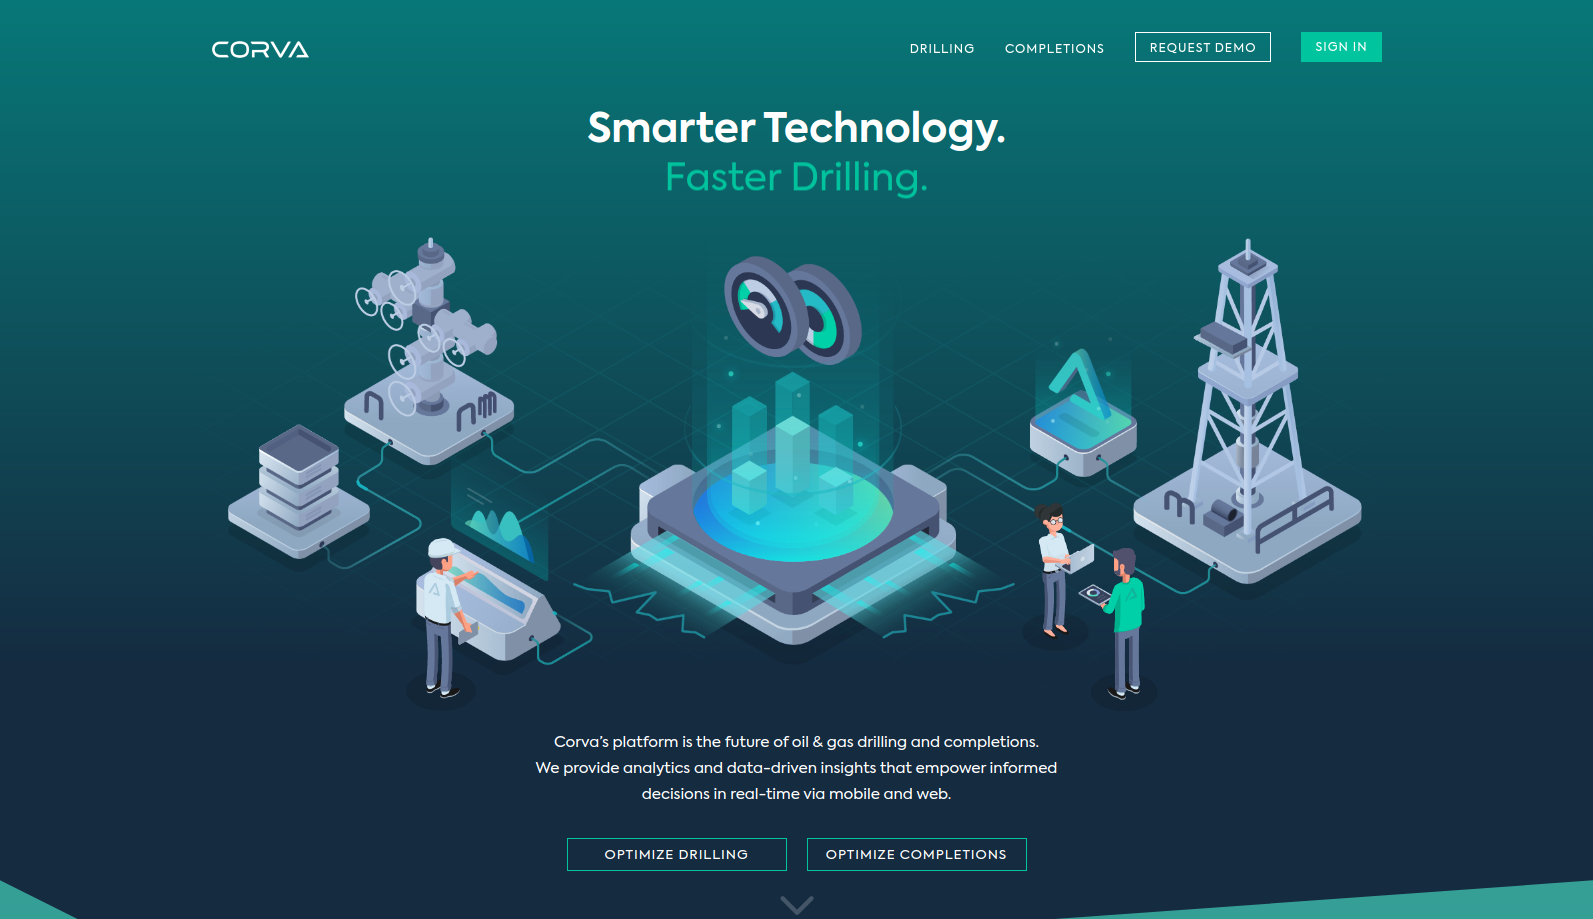 CORVA
DRILLING
COMPLETIONS
REQUEST DEMO
SIGN IN
Smarter Technology.
Faster Drilling.
Corva's platform is the future of oil & gas drilling and completions.
We provide analytics and data-driven insights that empower informed
decisions in real-time via mobile and web.
OPTIMIZE DRILLING
OPTIMIZE COMPLETIONS